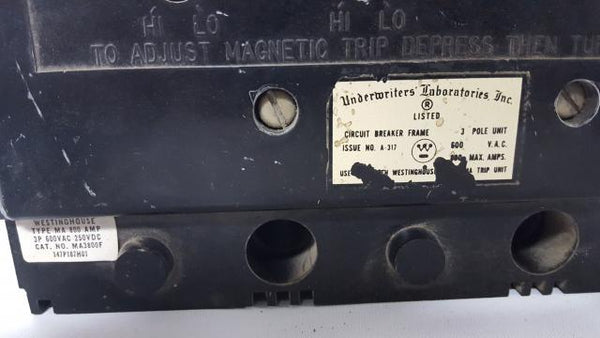 HI LO HI LO
TO ADJUST MAGNETIC TRIP DEPRESS THEN TU
Underwriters' Laboratories Inc.
®
LISTED
CIRCUIT BREAKER FRAME 3 POLE UNIT
ISSUE NO. A-317 600 V.A.C.
MAX. AMPS.
USE WESTINGHOUSE TRIP UNIT
WESTINGHOUSE
TYPE MA 800 AMP
3P 600VAC 250VDC
CAT. NO. MA3800F
147P187H01